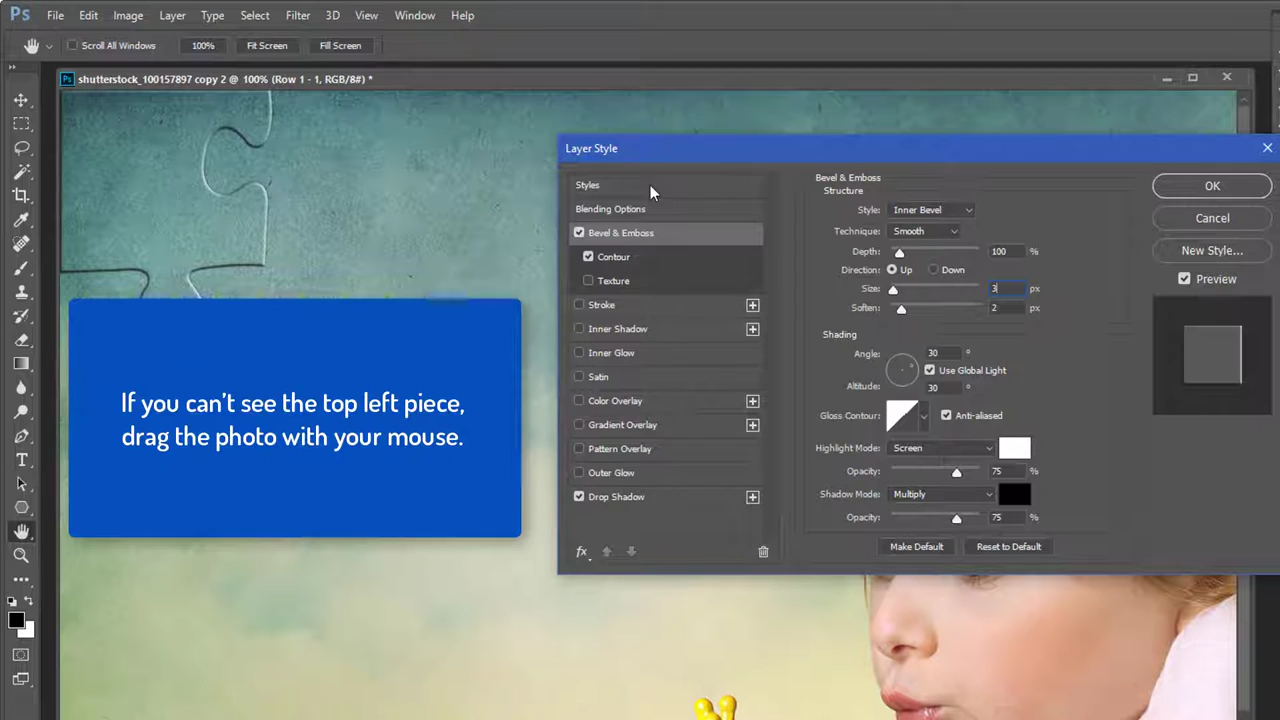 Ps File Edit Image Layer Type Select Filter 3D View Window Help
Scroll All Windows 100% Fit Screen Fill Screen
Ps shutterstock_100157897 copy 2 @ 100% (Row 1 - 1, RGB/8#) *
Layer Style
Styles
Blending Options
Bevel & Emboss
Contour
Texture
Stroke
Inner Shadow
Inner Glow
Satin
Color Overlay
Gradient Overlay
Pattern Overlay
Outer Glow
Drop Shadow
fx
Bevel & Emboss
Structure
Style: Inner Bevel
Technique: Smooth
Depth: 100 %
Direction: Up Down
Size: 3 px
Soften: 2 px
Shading
Angle: 30 °
Use Global Light
Altitude: 30 °
Gloss Contour: Anti-aliased
Highlight Mode: Screen
Opacity: 75 %
Shadow Mode: Multiply
Opacity: 75 %
Make Default Reset to Default
OK
Cancel
New Style...
Preview
If you can't see the top left piece,
drag the photo with your mouse.